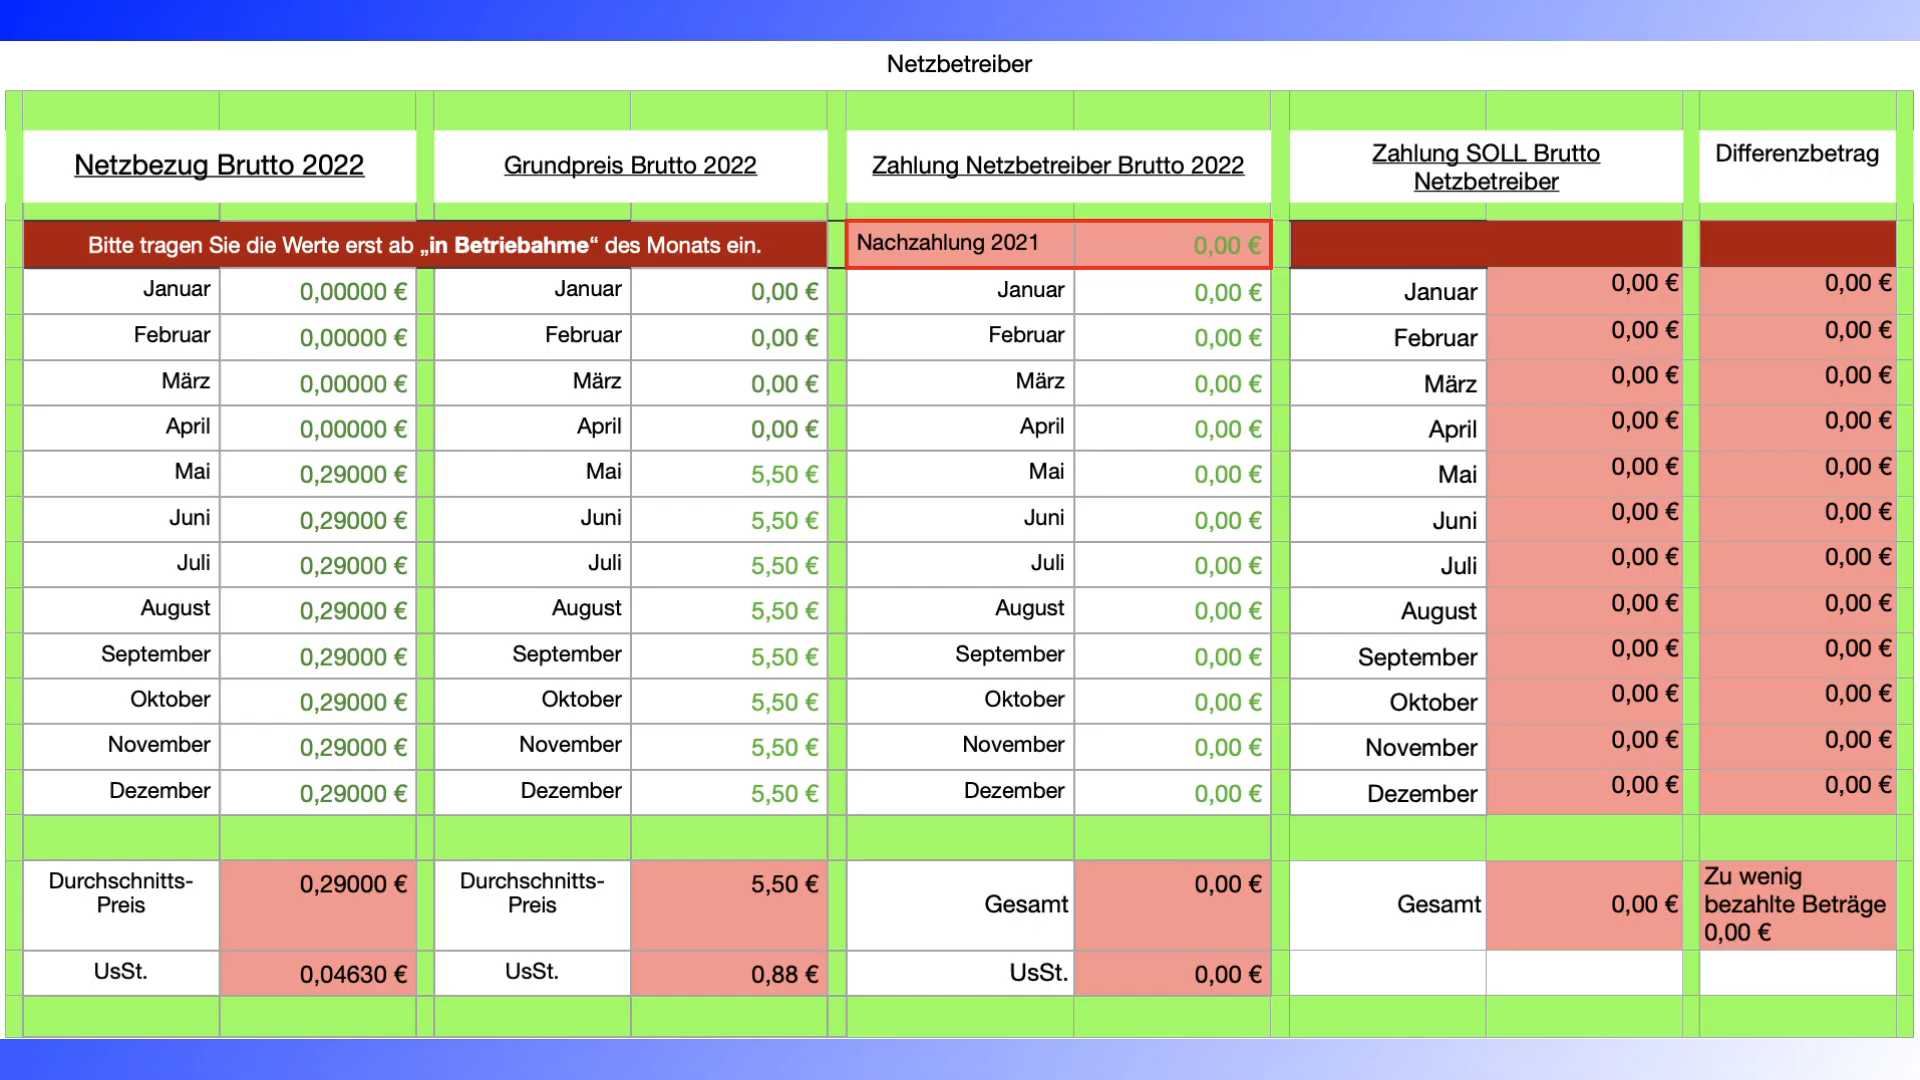 Netzbetreiber
Netzbezug Brutto 2022 Grundpreis Brutto 2022 Zahlung Netzbetreiber Brutto 2022 Zahlung SOLL Brutto Differenzbetrag
Netzbetreiber
Bitte tragen Sie die Werte erst ab „in Betriebahme“ des Monats ein. Nachzahlung 2021 0,00 €
Januar 0,00000 € Januar 0,00 € Januar 0,00 € Januar 0,00 € 0,00 €
Februar 0,00000 € Februar 0,00 € Februar 0,00 € Februar 0,00 € 0,00 €
März 0,00000 € März 0,00 € März 0,00 € März 0,00 € 0,00 €
April 0,00000 € April 0,00 € April 0,00 € April 0,00 € 0,00 €
Mai 0,29000 € Mai 5,50 € Mai 0,00 € Mai 0,00 € 0,00 €
Juni 0,29000 € Juni 5,50 € Juni 0,00 € Juni 0,00 € 0,00 €
Juli 0,29000 € Juli 5,50 € Juli 0,00 € Juli 0,00 € 0,00 €
August 0,29000 € August 5,50 € August 0,00 € August 0,00 € 0,00 €
September 0,29000 € September 5,50 € September 0,00 € September 0,00 € 0,00 €
Oktober 0,29000 € Oktober 5,50 € Oktober 0,00 € Oktober 0,00 € 0,00 €
November 0,29000 € November 5,50 € November 0,00 € November 0,00 € 0,00 €
Dezember 0,29000 € Dezember 5,50 € Dezember 0,00 € Dezember 0,00 € 0,00 €
Durchschnitts-
Preis 0,29000 € Durchschnitts-
Preis 5,50 € Gesamt 0,00 € Gesamt 0,00 € Zu wenig
bezahlte Beträge
0,00 €
UsSt. 0,04630 € UsSt. 0,88 € UsSt. 0,00 €